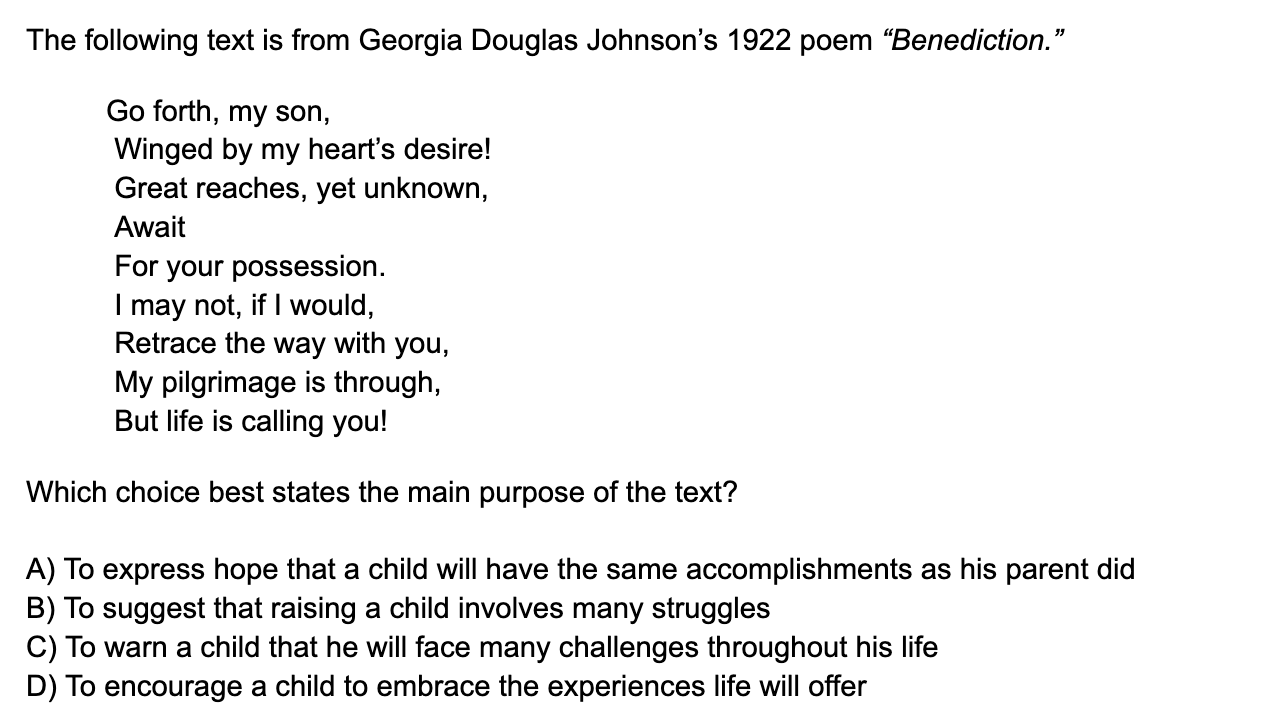 The following text is from Georgia Douglas Johnson’s 1922 poem “Benediction.”
Go forth, my son,
Winged by my heart’s desire!
Great reaches, yet unknown,
Await
For your possession.
I may not, if I would,
Retrace the way with you,
My pilgrimage is through,
But life is calling you!
Which choice best states the main purpose of the text?
A) To express hope that a child will have the same accomplishments as his parent did
B) To suggest that raising a child involves many struggles
C) To warn a child that he will face many challenges throughout his life
D) To encourage a child to embrace the experiences life will offer